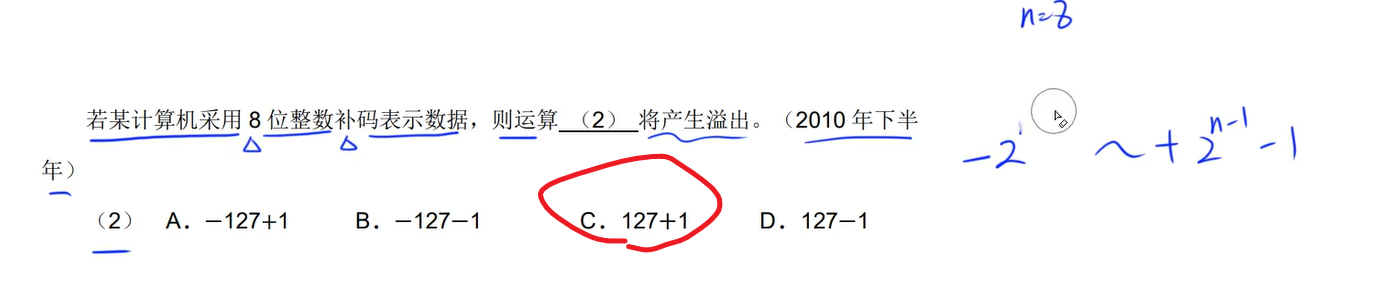 n=8
若某计算机采用 8 位整数补码表示数据，则运算 （2） 将产生溢出。（2010 年下半
年）
-2 ~ +2^{n-1} -1
（2） A．−127+1 B．−127−1 C．127+1 D．127−1